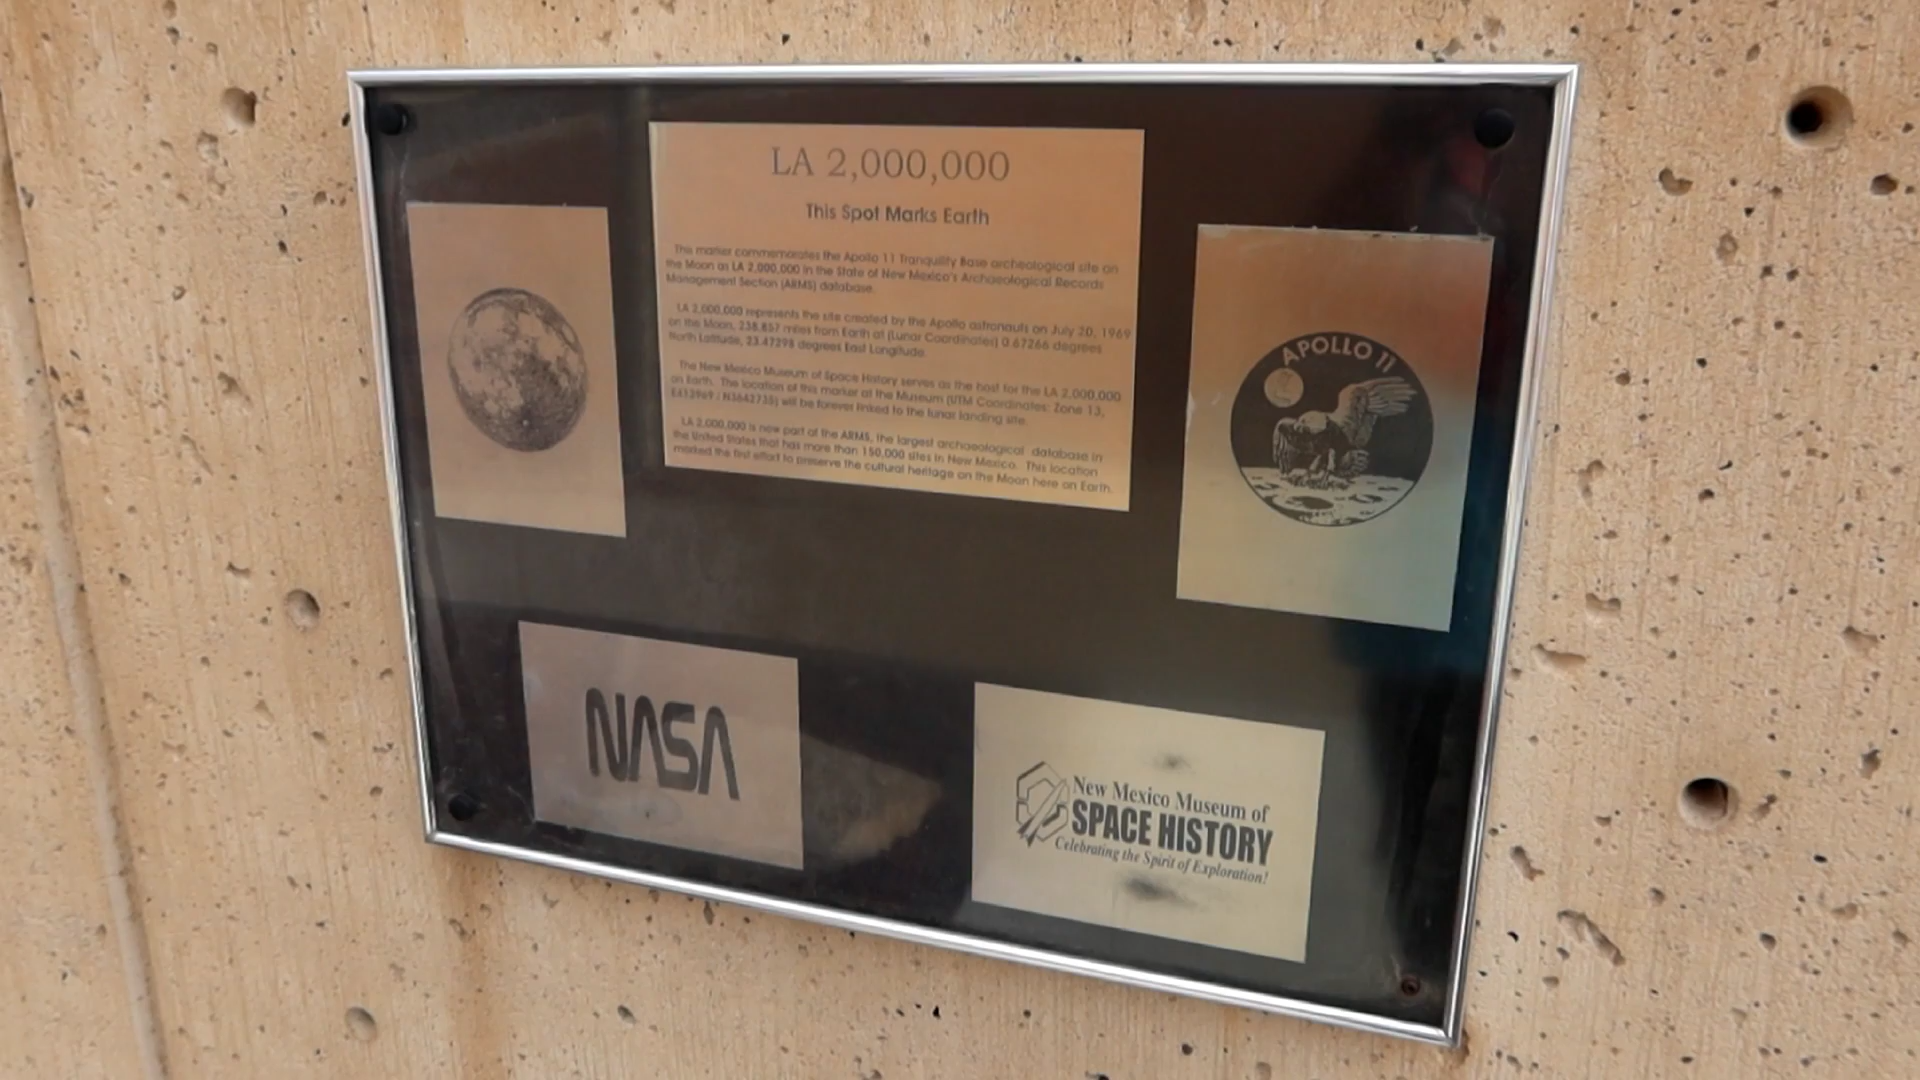 LA 2,000,000
This Spot Marks Earth
This marker commemorates the Apollo 11 Tranquility Base archeological site on
the Moon as LA 2,000,000 in the State of New Mexico's Archaeological Records
Management Section (ARMS) database.
LA 2,000,000 represents the site created by the Apollo astronauts on July 20, 1969
on the Moon, 238,857 miles from Earth at (Lunar Coordinates) 0.67266 degrees
North Latitude, 23.47298 degrees East Longitude.
The New Mexico Museum of Space History serves as the host for the LA 2,000,000
on Earth. The location of this marker at the Museum (UTM Coordinates: Zone 13,
E413969 ; N3642735) will be forever linked to the lunar landing site.
LA 2,000,000 is now part of the ARMS, the largest archaeological database in
the United States that has more than 150,000 sites in New Mexico. This location
marked the first effort to preserve the cultural heritage on the Moon here on Earth.
APOLLO 11
NASA
New Mexico Museum of
SPACE HISTORY
Celebrating the Spirit of Exploration!